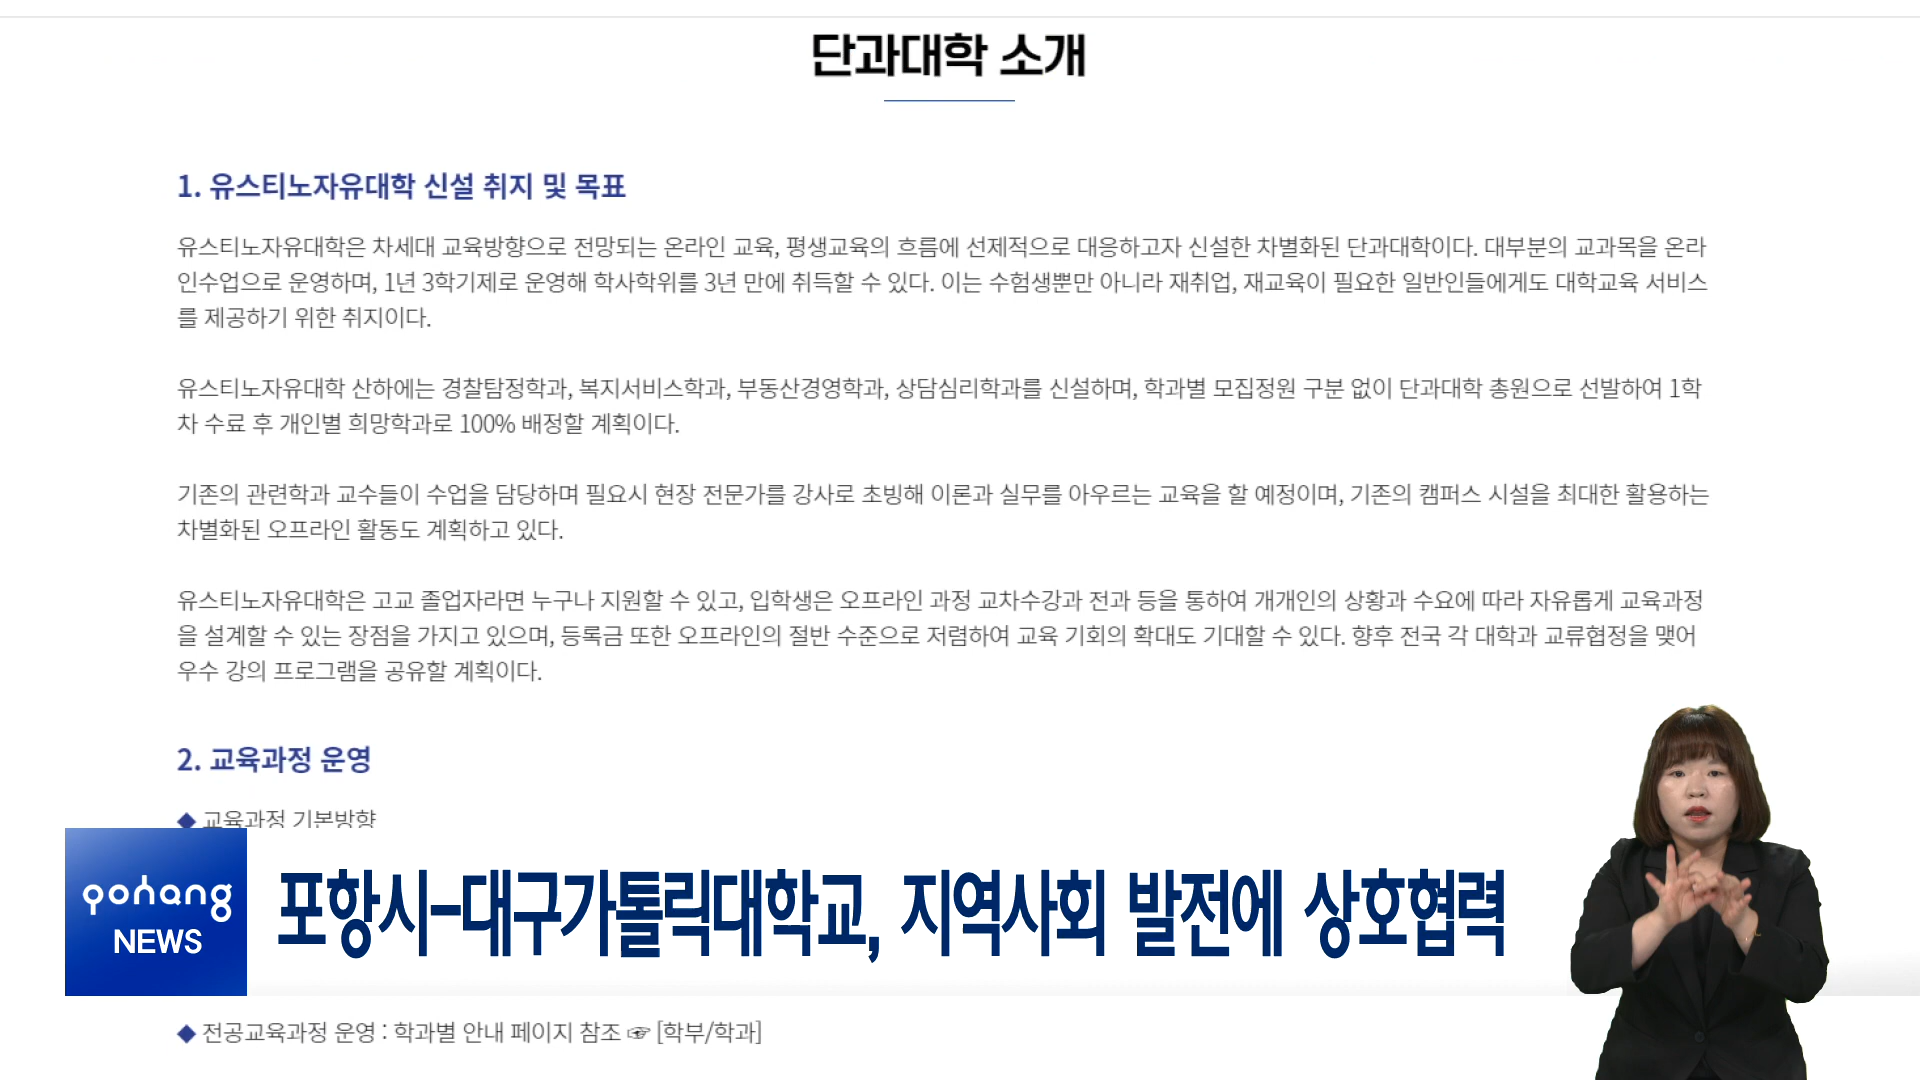 단과대학 소개
1. 유스티노자유대학 신설 취지 및 목표
유스티노자유대학은 차세대 교육방향으로 전망되는 온라인 교육, 평생교육의 흐름에 선제적으로 대응하고자 신설한 차별화된 단과대학이다. 대부분의 교과목을 온라
인수업으로 운영하며, 1년 3학기제로 운영해 학사학위를 3년 만에 취득할 수 있다. 이는 수험생뿐만 아니라 재취업, 재교육이 필요한 일반인들에게도 대학교육 서비스
를 제공하기 위한 취지이다.
유스티노자유대학 산하에는 경찰탐정학과, 복지서비스학과, 부동산경영학과, 상담심리학과를 신설하며, 학과별 모집정원 구분 없이 단과대학 총원으로 선발하여 1학
차 수료 후 개인별 희망학과로 100% 배정할 계획이다.
기존의 관련학과 교수들이 수업을 담당하며 필요시 현장 전문가를 강사로 초빙해 이론과 실무를 아우르는 교육을 할 예정이며, 기존의 캠퍼스 시설을 최대한 활용하는
차별화된 오프라인 활동도 계획하고 있다.
유스티노자유대학은 고교 졸업자라면 누구나 지원할 수 있고, 입학생은 오프라인 과정 교차수강과 전과 등을 통하여 개개인의 상황과 수요에 따라 자유롭게 교육과정
을 설계할 수 있는 장점을 가지고 있으며, 등록금 또한 오프라인의 절반 수준으로 저렴하여 교육 기회의 확대도 기대할 수 있다. 향후 전국 각 대학과 교류협정을 맺어
우수 강의 프로그램을 공유할 계획이다.
2. 교육과정 운영
◆ 교육과정 기본방향
pohang
NEWS
포항시-대구가톨릭대학교, 지역사회 발전에 상호협력
◆ 전공교육과정 운영 : 학과별 안내 페이지 참조 ☞ [학부/학과]